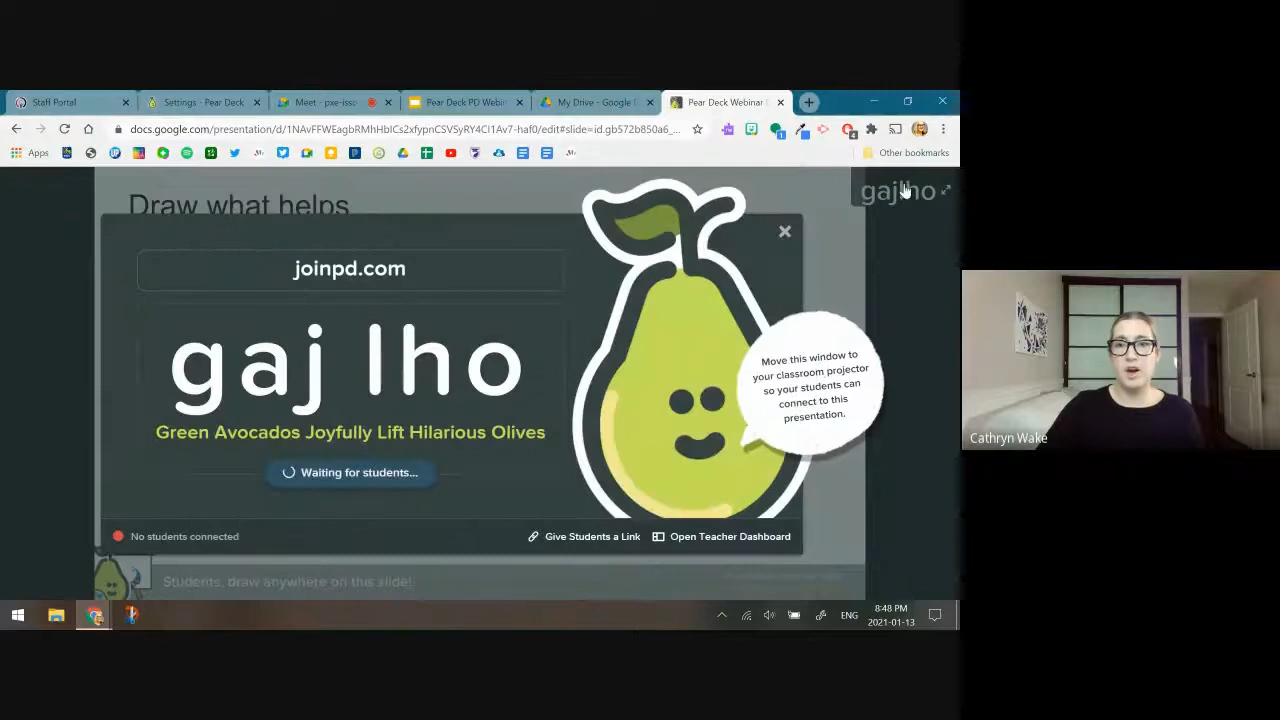 Staff Portal
Settings - Pear Deck
Meet - pxe-isso
Pear Deck PD Webin
My Drive - Google D
Pear Deck Webinar
docs.google.com/presentation/d/1NAvFFWEagbRMhHbICs2xfypnCSVSyRY4Cl1Av7-haf0/edit#slide=id.gb572b850a6_...
Apps
Other bookmarks
Draw what helps
gajlho
joinpd.com
gaj lho
Green Avocados Joyfully Lift Hilarious Olives
Waiting for students...
Move this window to
your classroom projector
so your students can
connect to this
presentation.
No students connected
Give Students a Link
Open Teacher Dashboard
Students, draw anywhere on this slide!
ENG
8:48 PM
2021-01-13
Cathryn Wake